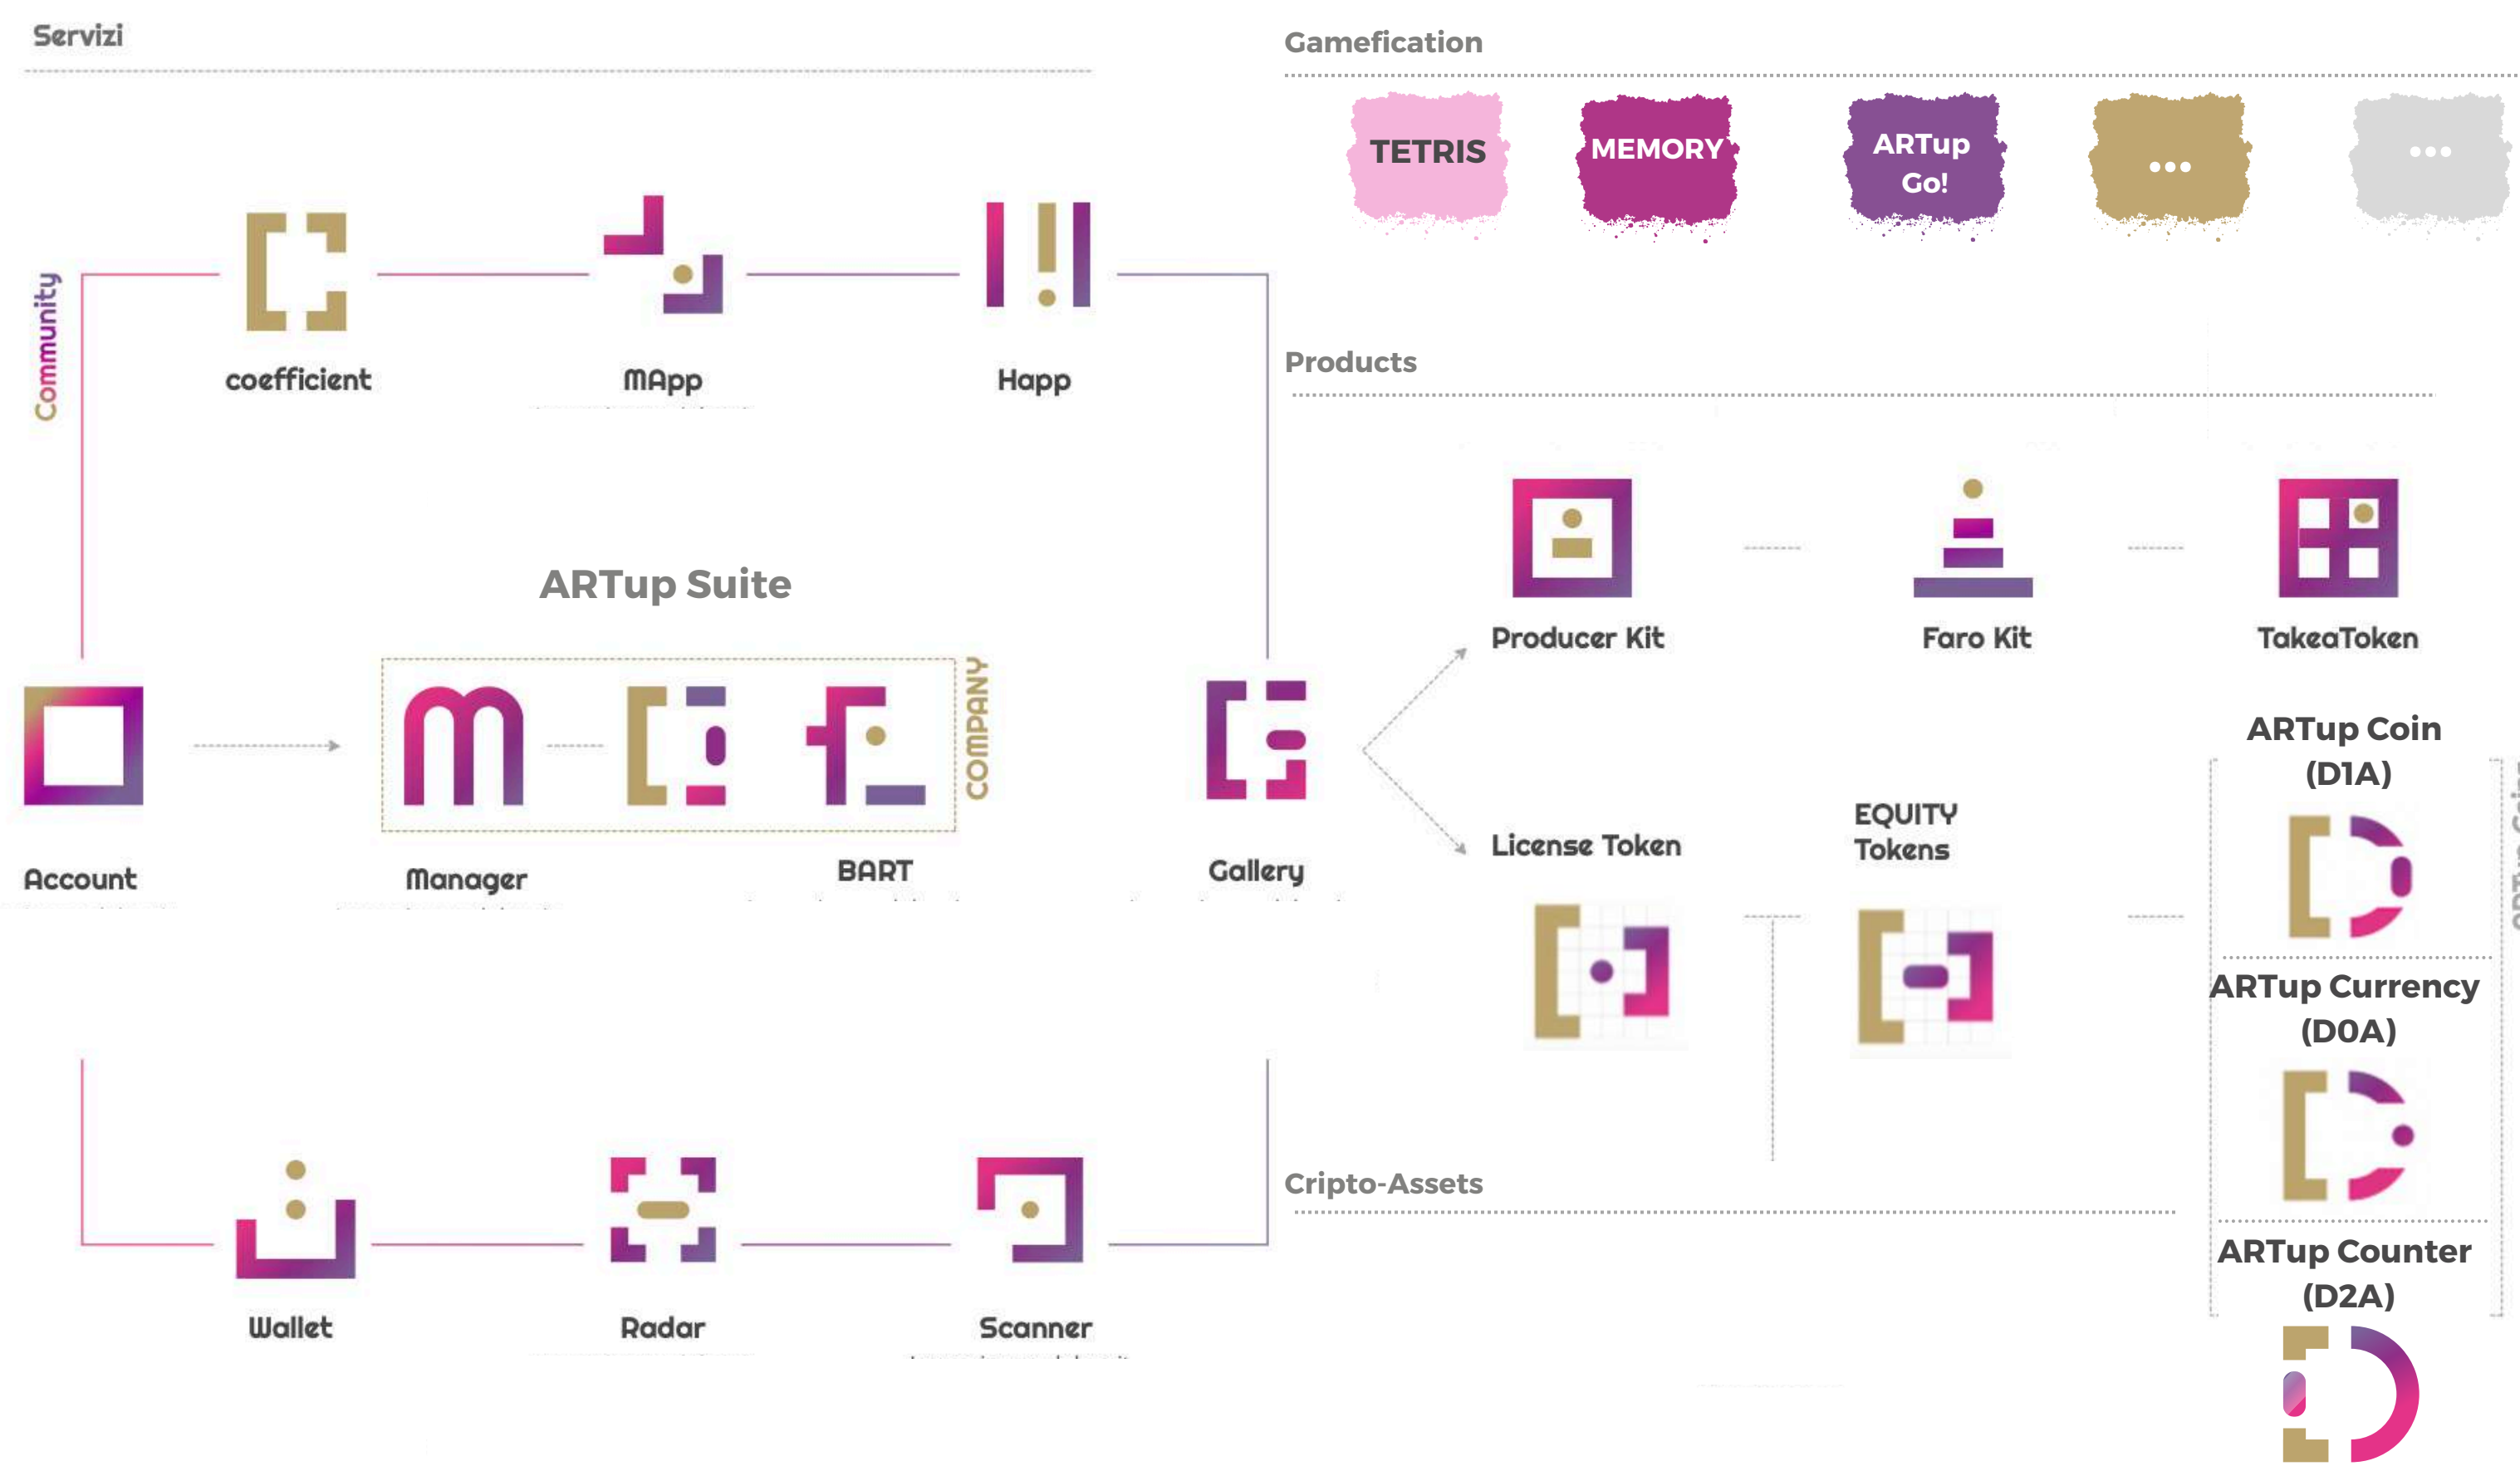 Servizi
Gamefication
TETRIS
MEMORY
ARTup
Go!
...
...
Community
coefficient
MApp
Happ
Products
ARTup Suite
Producer Kit
Faro Kit
TakeaToken
COMPANY
Account
Manager
BART
Gallery
License Token
EQUITY
Tokens
ARTup Coin
(D1A)
ARTup Currency
(D0A)
ARTup Counter
(D2A)
Cripto-Assets
Wallet
Radar
Scanner